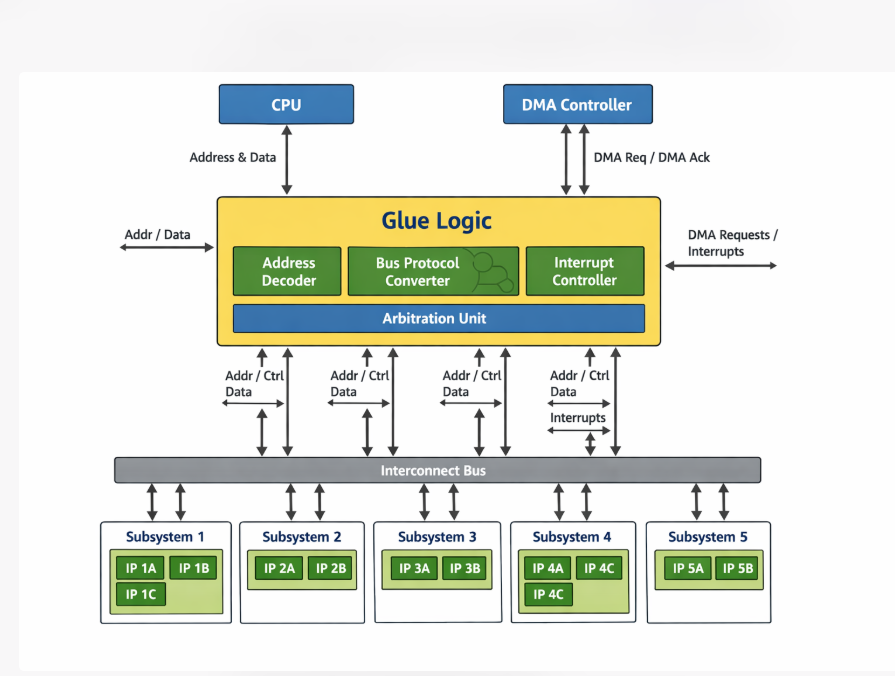 CPU
DMA Controller
Address & Data
DMA Req / DMA Ack
Glue Logic
Addr / Data
DMA Requests /
Interrupts
Address
Decoder
Bus Protocol
Converter
Interrupt
Controller
Arbitration Unit
Addr / Ctrl
Data
Addr / Ctrl
Data
Addr / Ctrl
Data
Addr / Ctrl
Data
Interrupts
Interconnect Bus
Subsystem 1
IP 1A
IP 1B
IP 1C
Subsystem 2
IP 2A
IP 2B
Subsystem 3
IP 3A
IP 3B
Subsystem 4
IP 4A
IP 4C
IP 4C
Subsystem 5
IP 5A
IP 5B